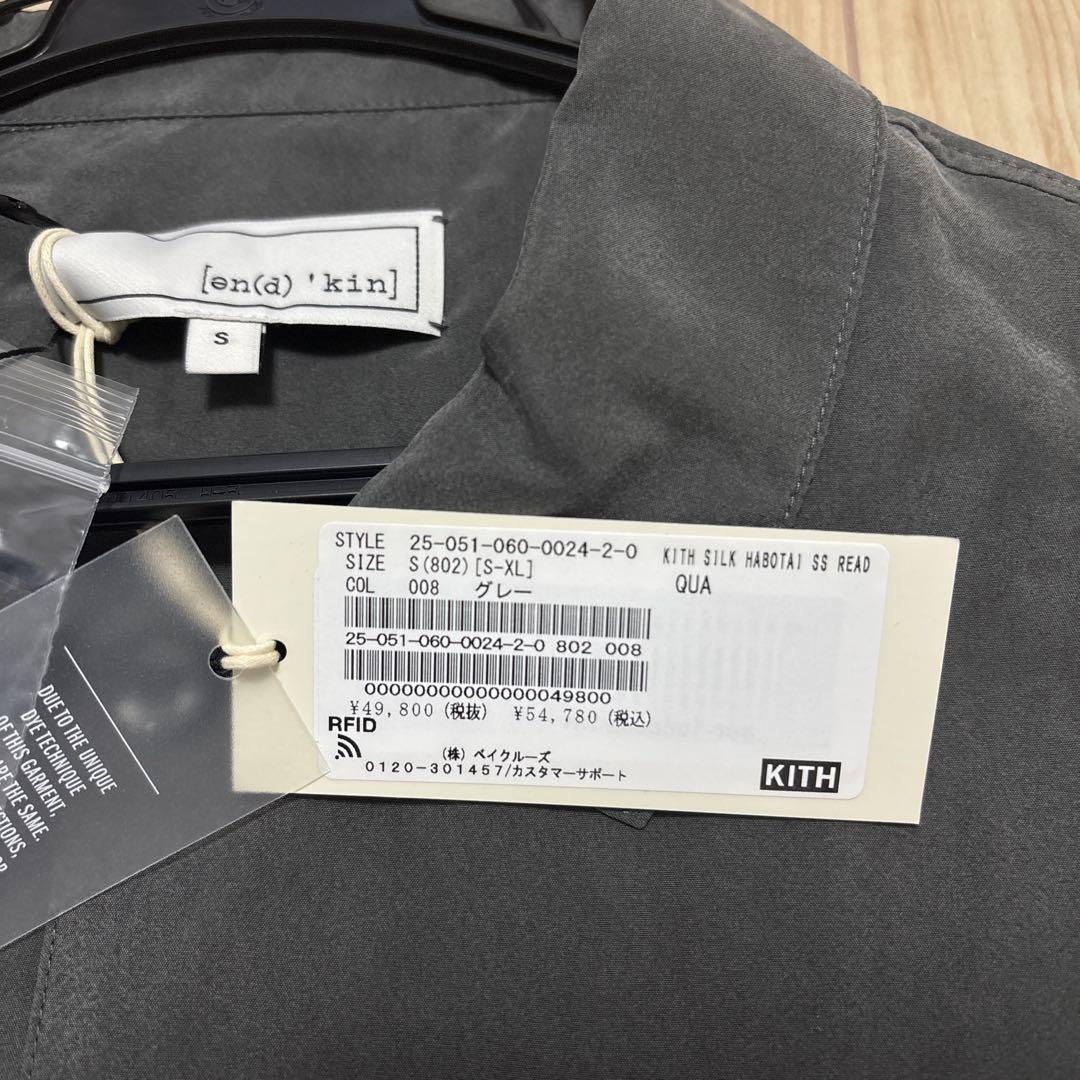 [ən(d) 'kin]
S
STYLE 25-051-060-0024-2-0 KITH SILK HABOTAI SS READ
SIZE S(802)[S-XL] QUA
COL 008 グレー
25-051-060-0024-2-0 802 008
00000000000000049800
¥49,800 (税抜) ¥54,780 (税込)
RFID
(株) ベイクルーズ
0120-301457/カスタマーサポート
KITH
DUE TO THE UNIQUE
DYE TECHNIQUE
OF THIS GARMENT,
ARE THE SAME.